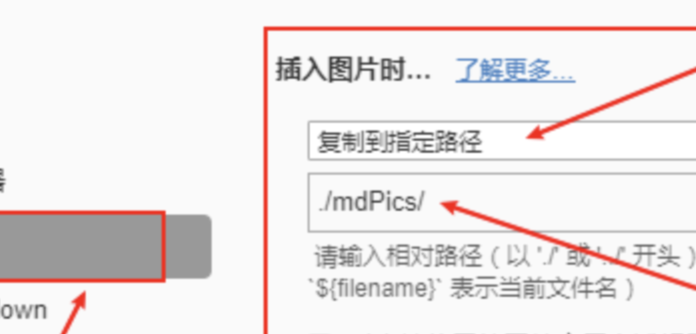 插入图片时... 了解更多...
复制到指定路径
./mdPics/
请输入相对路径（以 './' 或 '../' 开头）
`${filename}` 表示当前文件名）
own